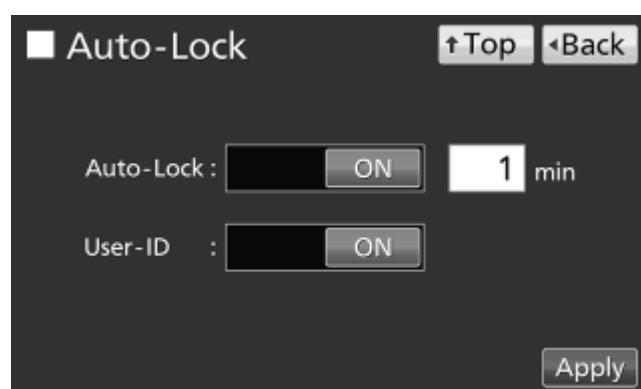 Auto-Lock ↑Top ◂Back
Auto-Lock : ON 1 min
User-ID : ON
Apply